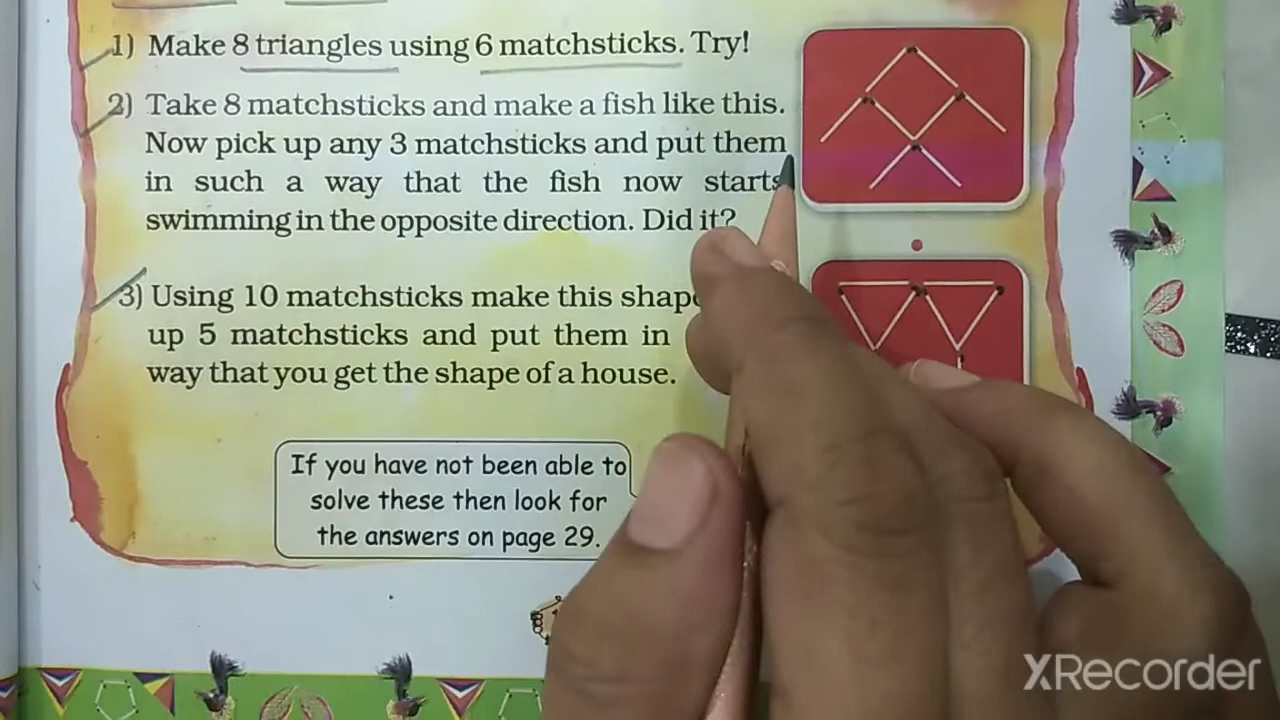 1) Make 8 triangles using 6 matchsticks. Try!
2) Take 8 matchsticks and make a fish like this.
Now pick up any 3 matchsticks and put them
in such a way that the fish now starts
swimming in the opposite direction. Did it?
3) Using 10 matchsticks make this shape
up 5 matchsticks and put them in
way that you get the shape of a house.
If you have not been able to
solve these then look for
the answers on page 29.
XRecorder